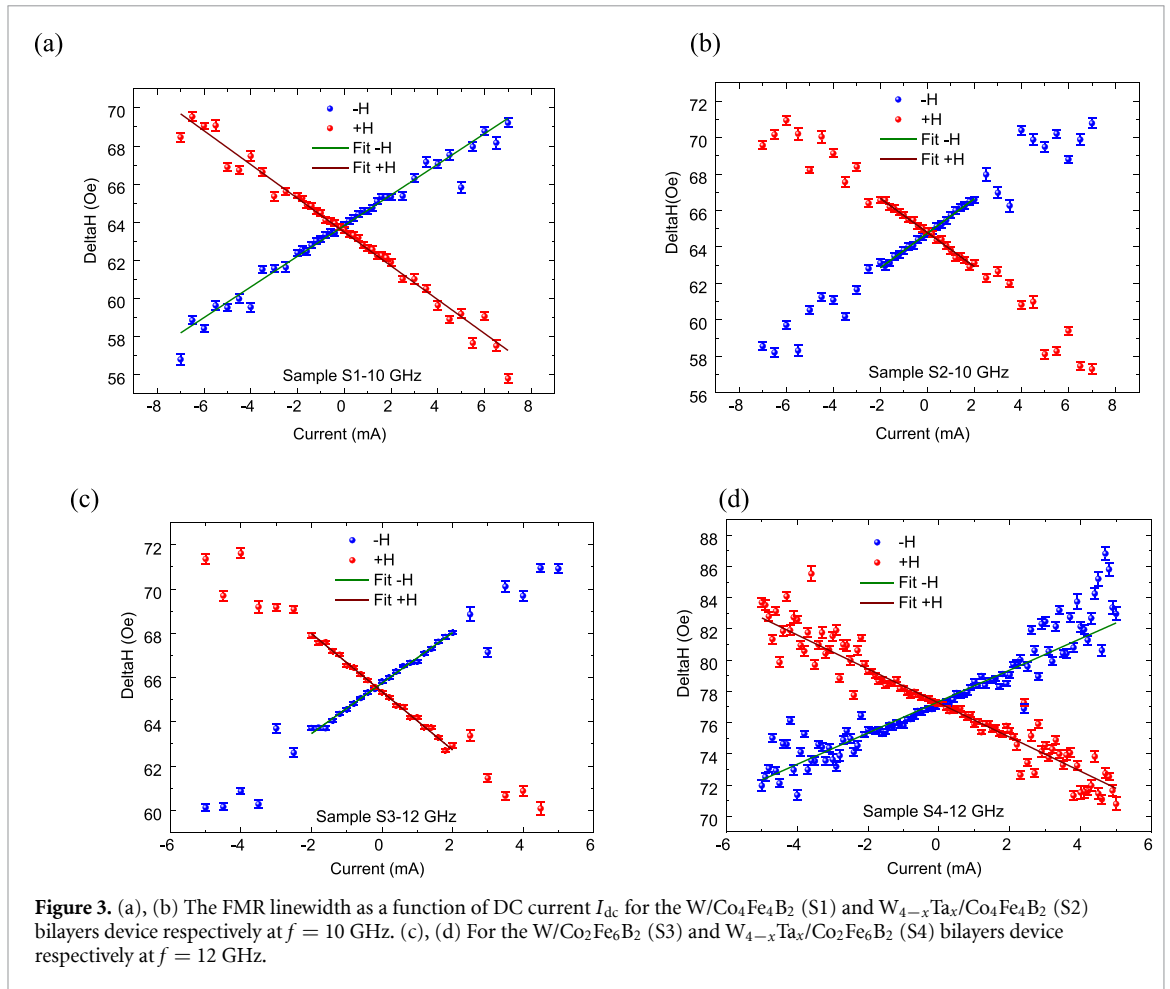 (a)
70
68
66
64
62
60
58
56
DeltaH (Oe)
-H
+H
Fit -H
Fit +H
Sample S1-10 GHz
-8 -6 -4 -2 0 2 4 6 8
Current (mA)
(b)
72
70
68
66
64
62
60
58
56
DeltaH(Oe)
-H
+H
Fit -H
Fit +H
Sample S2-10 GHz
-8 -6 -4 -2 0 2 4 6 8
Current (mA)
(c)
72
70
68
66
64
62
60
DeltaH (Oe)
-H
+H
Fit -H
Fit +H
Sample S3-12 GHz
-6 -4 -2 0 2 4 6
Current (mA)
(d)
88
86
84
82
80
78
76
74
72
70
DeltaH (Oe)
-H
+H
Fit -H
Fit +H
Sample S4-12 GHz
-6 -4 -2 0 2 4 6
Current (mA)
Figure 3. (a), (b) The FMR linewidth as a function of DC current I_dc for the W/Co₄Fe₄B₂ (S1) and W₄₋ₓTaₓ/Co₄Fe₄B₂ (S2)
bilayers device respectively at f = 10 GHz. (c), (d) For the W/Co₂Fe₆B₂ (S3) and W₄₋ₓTaₓ/Co₂Fe₆B₂ (S4) bilayers device
respectively at f = 12 GHz.